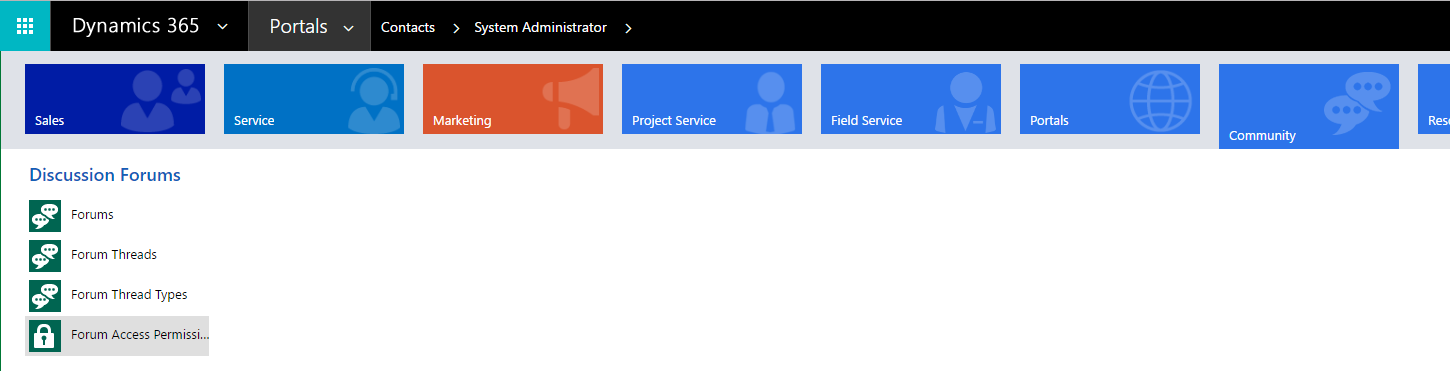 Dynamics 365 Portals Contacts System Administrator
Sales Service Marketing Project Service Field Service Portals Community
Discussion Forums
Forums
Forum Threads
Forum Thread Types
Forum Access Permissi...